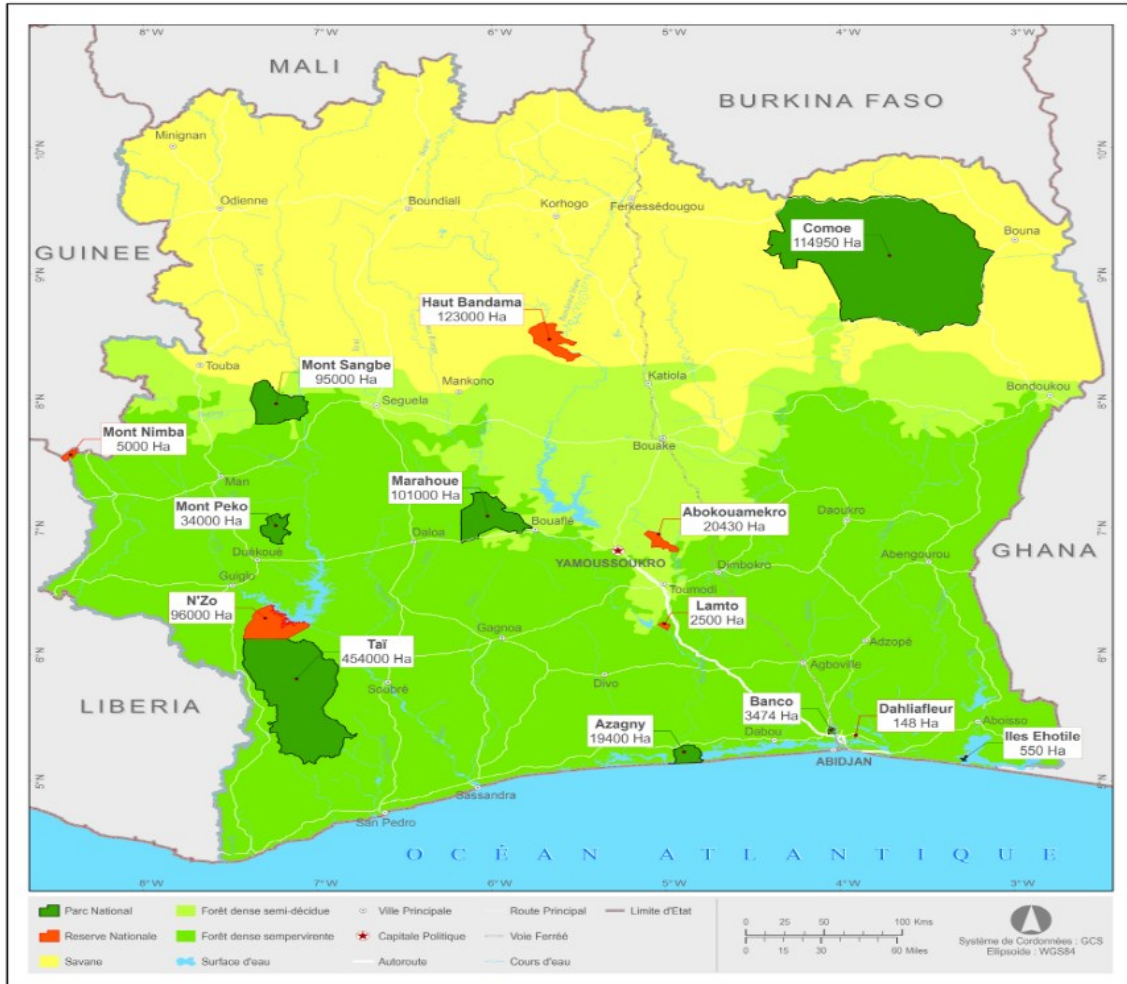 8°W 7°W 6°W 5°W 4°W 3°W
MALI
BURKINA FASO
10°N
10°N
Minignan
Odienne
Boundiali
Korhogo
Ferkessédougou
Comoe
114950 Ha
Bouna
GUINEE
9°N
9°N
Haut Bandama
123000 Ha
Touba
Mont Sangbe
95000 Ha
Mankono
Katiola
Seguela
Bondoukou
8°N
8°N
Mont Nimba
5000 Ha
Bouake
Man
Marahoue
101000 Ha
Mont Peko
34000 Ha
Abokouamekro
20430 Ha
Daoukro
7°N
7°N
Bouaflé
Daloa
Duékoué
YAMOUSSOUKRO
Dimbokro
Abengourou
GHANA
Guiglo
Toumodi
N'Zo
96000 Ha
Lamto
2500 Ha
Gagnoa
Taï
454000 Ha
Adzopé
6°N
6°N
Agboville
Soubré
Divo
LIBERIA
Banco
3474 Ha
Dahliafleur
148 Ha
Azagny
19400 Ha
Dabou
Aboisso
Iles Ehotile
550 Ha
ABIDJAN
5°N
5°N
Sassandra
San Pedro
OCÉAN ATLANTIQUE
8°W 7°W 6°W 5°W 4°W 3°W
Parc National
Forêt dense semi-décidue
Ville Principale
Route Principal
Limite d'Etat
Reserve Nationale
Forêt dense sempervirente
Capitale Politique
Voie Ferréé
Savane
Surface d'eau
Autoroute
Cours d'eau
0 25 50 100 Kms
0 15 30 60 Miles
Système de Cordonnées : GCS
Ellipsoide : WGS84